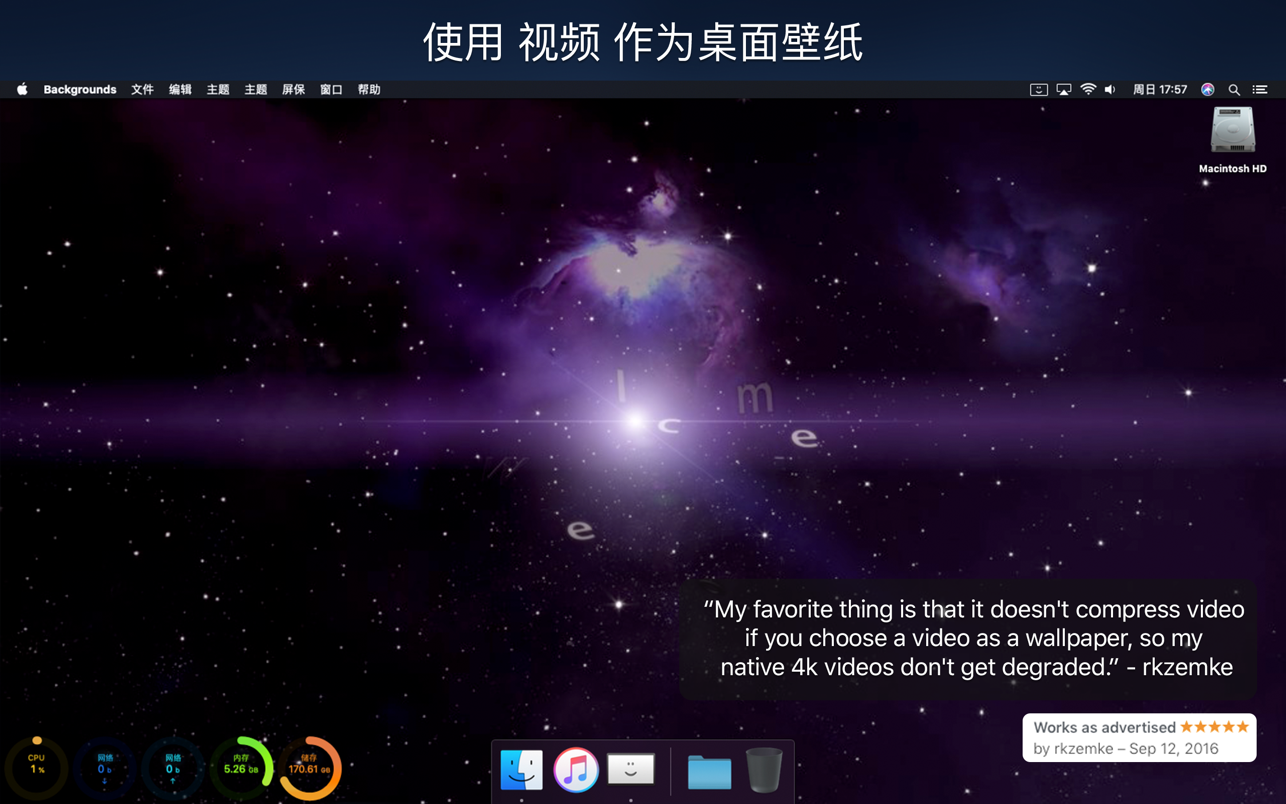 使用 视频 作为桌面壁纸
Backgrounds 文件 编辑 主题 主题 屏保 窗口 帮助 周日 17:57
Macintosh HD
l m
c e
e
“My favorite thing is that it doesn't compress video
if you choose a video as a wallpaper, so my
native 4k videos don't get degraded.” - rkzemke
Works as advertised ★★★★★
by rkzemke – Sep 12, 2016
CPU 网络 网络 内存 储存
1 % 0 b 0 b 5.26 GB 170.61 GB
↓ ↑